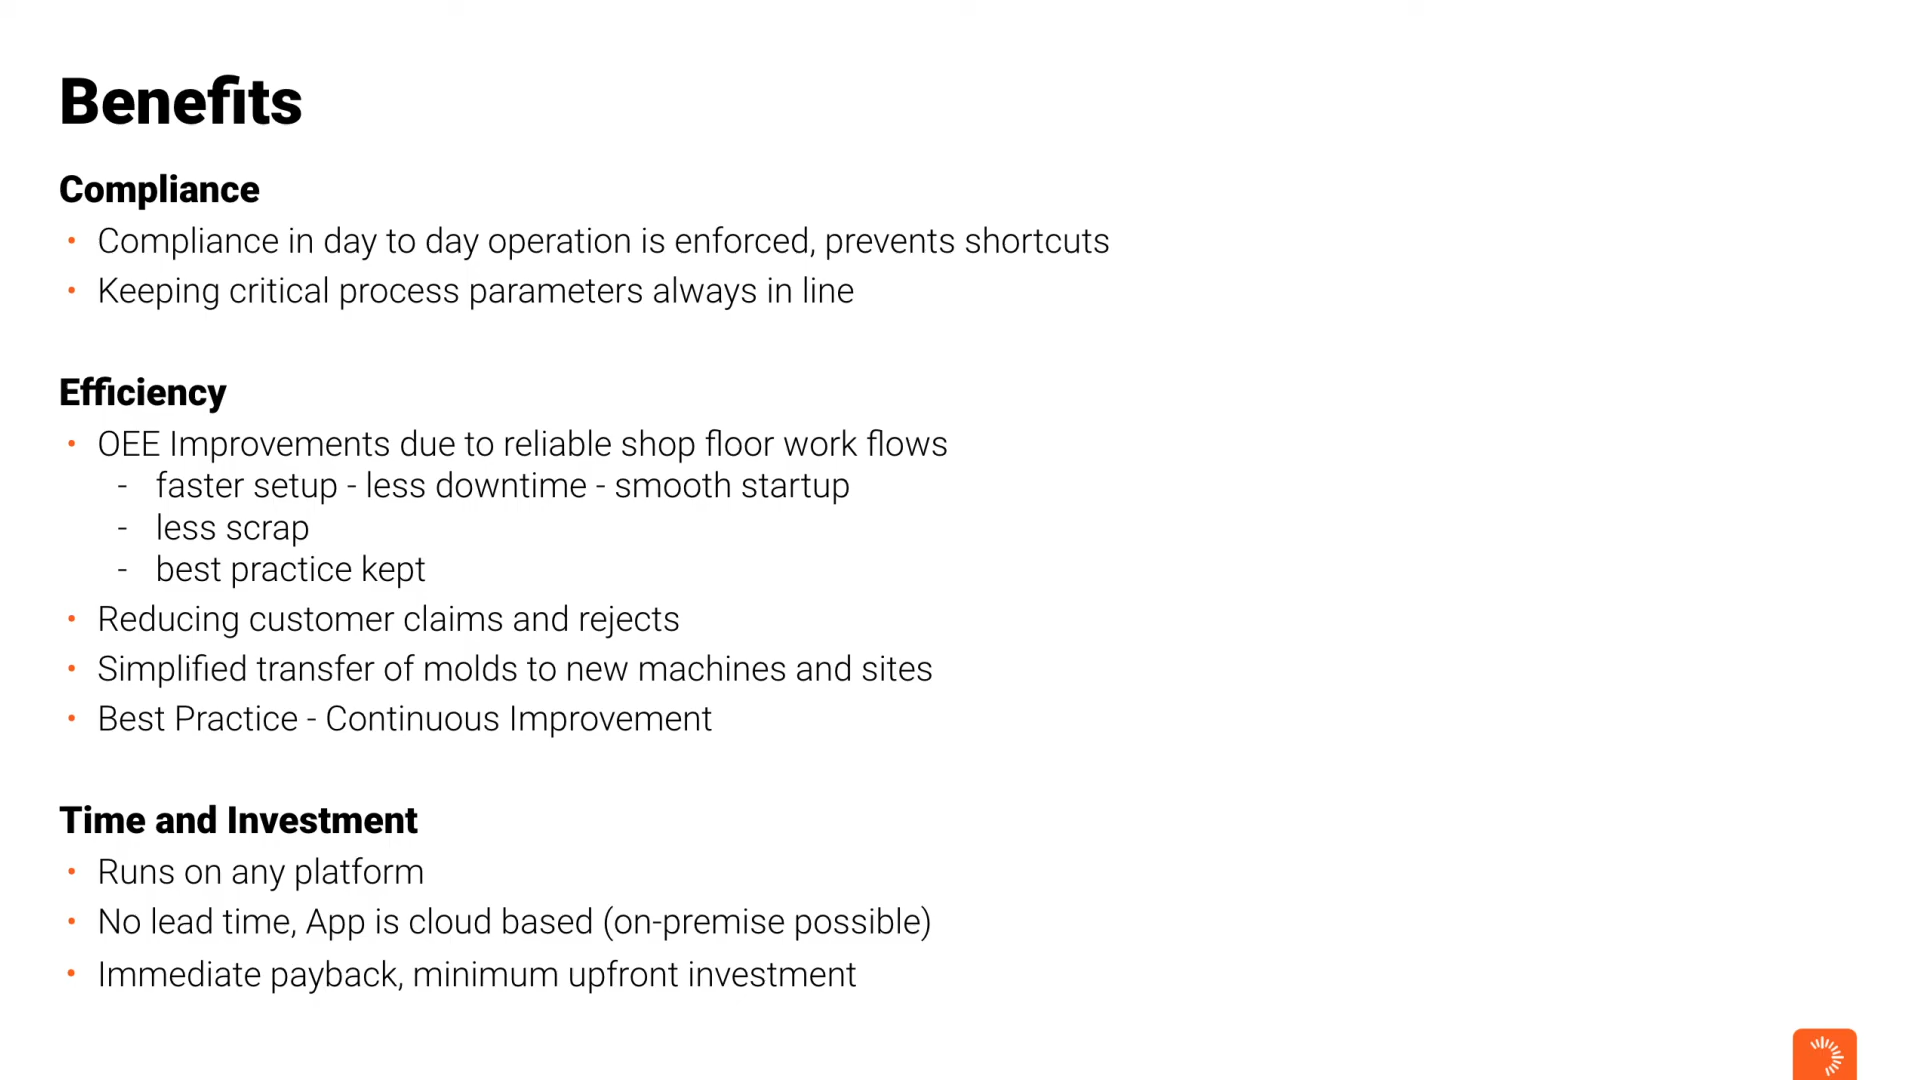 Benefits
Compliance
• Compliance in day to day operation is enforced, prevents shortcuts
• Keeping critical process parameters always in line
Efficiency
• OEE Improvements due to reliable shop floor work flows
- faster setup - less downtime - smooth startup
- less scrap
- best practice kept
• Reducing customer claims and rejects
• Simplified transfer of molds to new machines and sites
• Best Practice - Continuous Improvement
Time and Investment
• Runs on any platform
• No lead time, App is cloud based (on-premise possible)
• Immediate payback, minimum upfront investment